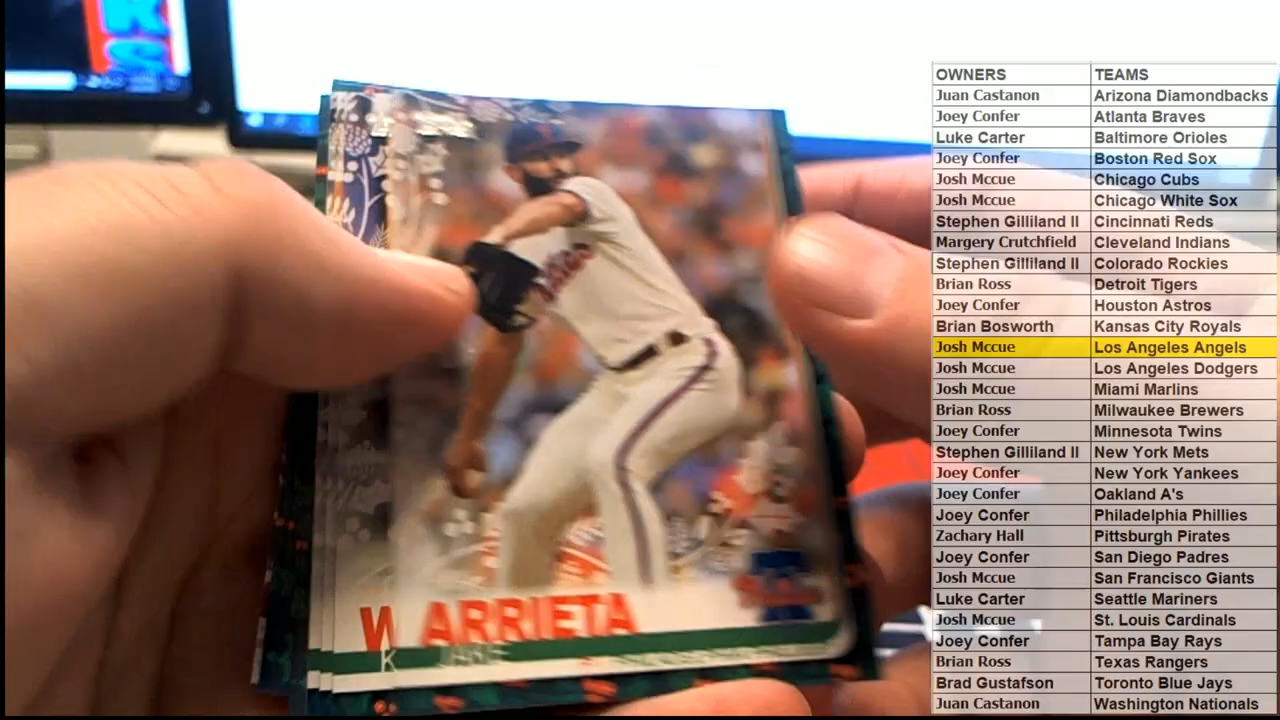 KS
W ARRIETA
K JAKE
OWNERS TEAMS
Juan Castanon Arizona Diamondbacks
Joey Confer Atlanta Braves
Luke Carter Baltimore Orioles
Joey Confer Boston Red Sox
Josh Mccue Chicago Cubs
Josh Mccue Chicago White Sox
Stephen Gilliland II Cincinnati Reds
Margery Crutchfield Cleveland Indians
Stephen Gilliland II Colorado Rockies
Brian Ross Detroit Tigers
Joey Confer Houston Astros
Brian Bosworth Kansas City Royals
Josh Mccue Los Angeles Angels
Josh Mccue Los Angeles Dodgers
Josh Mccue Miami Marlins
Brian Ross Milwaukee Brewers
Joey Confer Minnesota Twins
Stephen Gilliland II New York Mets
Joey Confer New York Yankees
Joey Confer Oakland A's
Joey Confer Philadelphia Phillies
Zachary Hall Pittsburgh Pirates
Joey Confer San Diego Padres
Josh Mccue San Francisco Giants
Luke Carter Seattle Mariners
Josh Mccue St. Louis Cardinals
Joey Confer Tampa Bay Rays
Brian Ross Texas Rangers
Brad Gustafson Toronto Blue Jays
Juan Castanon Washington Nationals